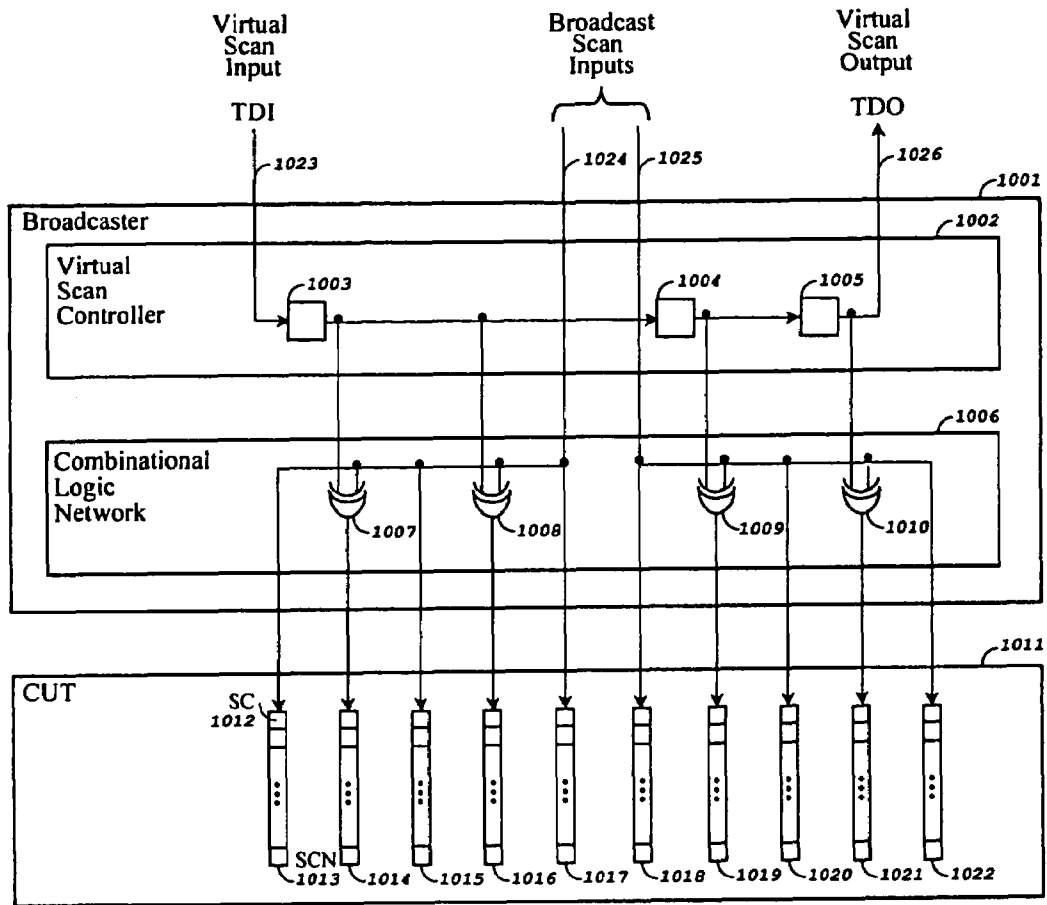 Virtual
Scan
Input
Broadcast
Scan
Inputs
Virtual
Scan
Output
TDI
TDO
1023
1024
1025
1026
1001
Broadcaster
1002
Virtual
Scan
Controller
1003
1004
1005
1006
Combinational
Logic
Network
1007
1008
1009
1010
1011
CUT
SC
1012
SCN
1013
1014
1015
1016
1017
1018
1019
1020
1021
1022